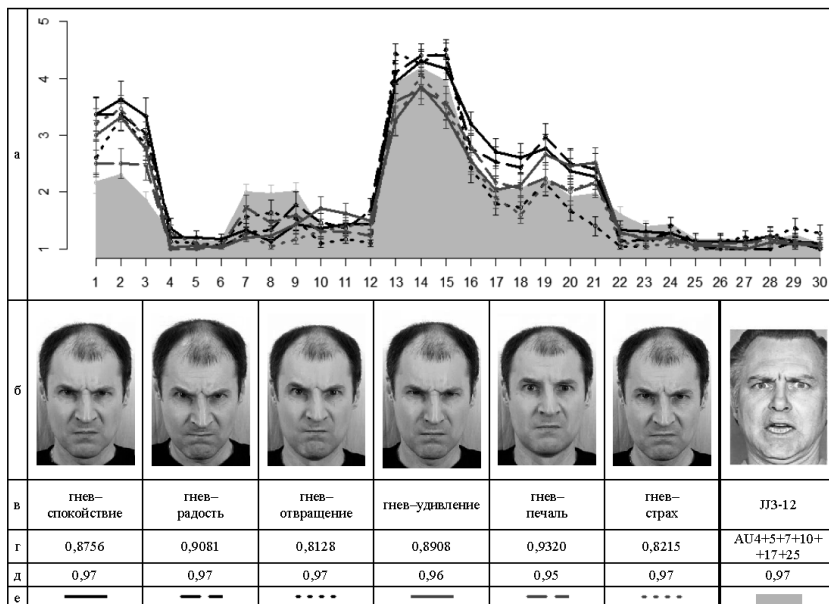 а
5
4
3
2
1
1 2 3 4 5 6 7 8 9 10 11 12 13 14 15 16 17 18 19 20 21 22 23 24 25 26 27 28 29 30
б
в
гнев–
спокойствие
гнев–
радость
гнев–
отвращение
гнев–удивление
гнев–
печаль
гнев–
страх
JJ3-12
г
0,8756
0,9081
0,8128
0,8908
0,9320
0,8215
AU4+5+7+10+
+17+25
д
0,97
0,97
0,97
0,96
0,95
0,97
0,97
е